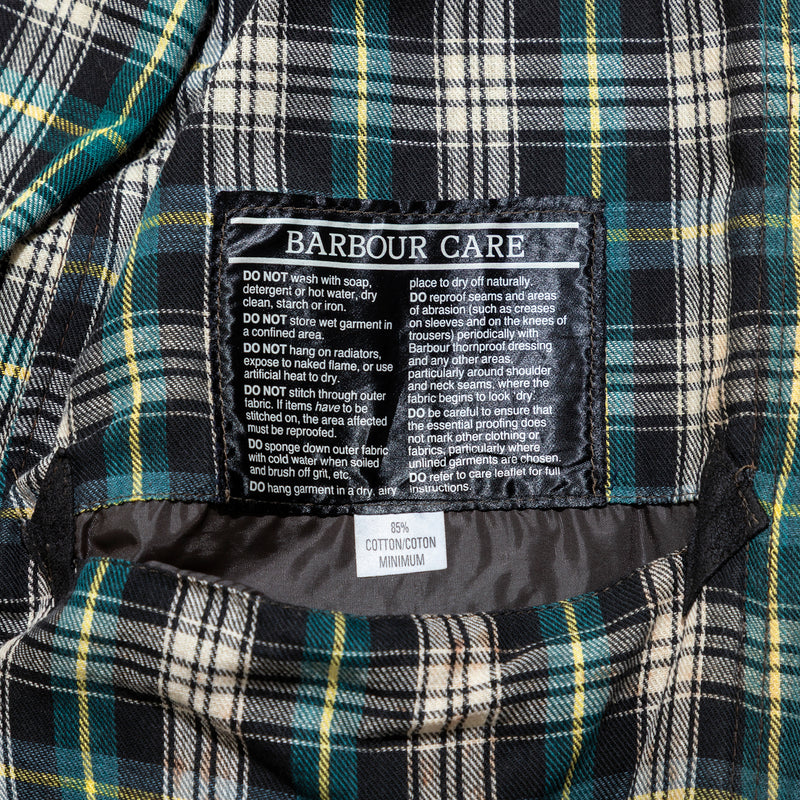 BARBOUR CARE
DO NOT wash with soap,
detergent or hot water, dry
clean, starch or iron.
DO NOT store wet garment in
a confined area.
DO NOT hang on radiators,
expose to naked flame, or use
artificial heat to dry.
DO NOT stitch through outer
fabric. If items have to be
stitched on, the area affected
must be reproofed.
DO sponge down outer fabric
with cold water when soiled
and brush off grit, etc.
DO hang garment in a dry, airy
place to dry off naturally.
DO reproof seams and areas
of abrasion (such as creases
on sleeves and on the knees of
trousers) periodically with
Barbour thornproof dressing
and any other areas,
particularly around shoulder
and neck seams, where the
fabric begins to look 'dry'.
DO be careful to ensure that
the essential proofing does
not mark other clothing or
fabrics, particularly where
unlined garments are chosen.
DO refer to care leaflet for full
instructions.
85%
COTTON/COTON
MINIMUM